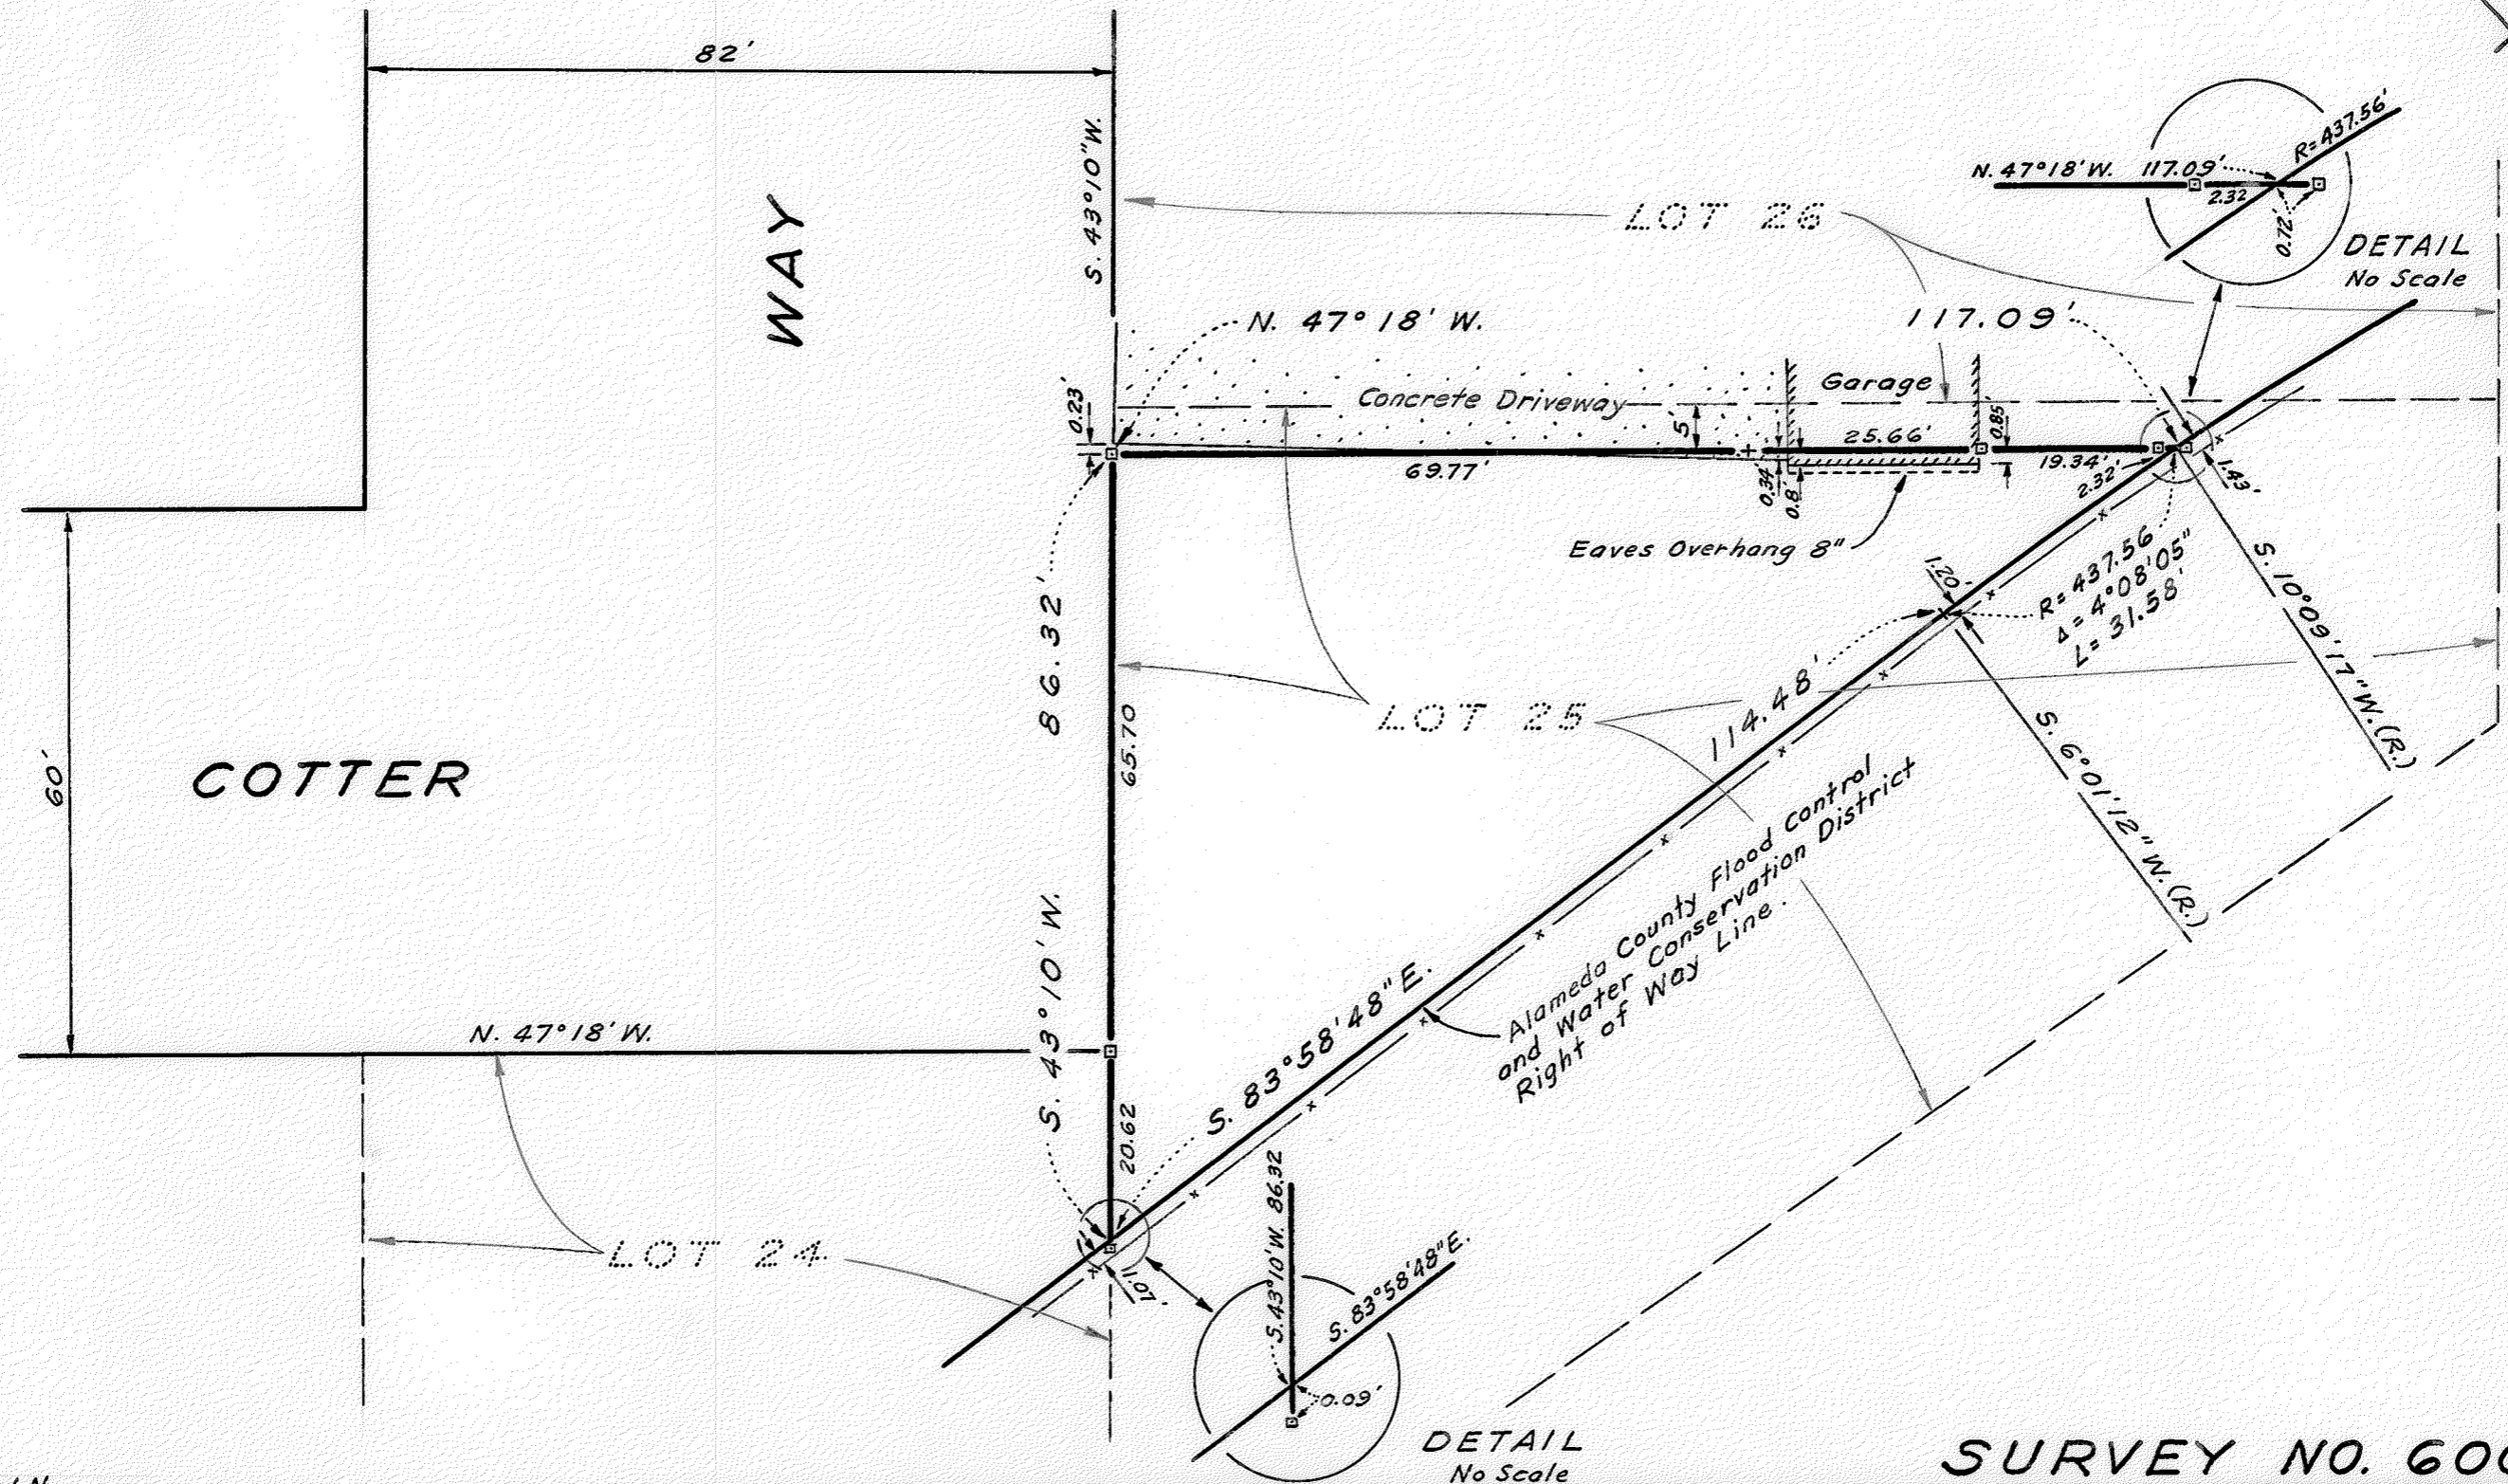 82'
WAY
S. 43°10" W.
N. 47°18' W. 117.09'
R= 437.56'
2.32
0.72'
DETAIL
No Scale
LOT 26
N. 47° 18' W.
117.09'
0.23'
Concrete Driveway
5'
Garage
25.66'
0.85'
69.77'
0.34'
0.8'
19.34'
2.32'
1.43'
Eaves Overhang 8"
1.20'
R= 437.56
Δ = 4°08'05"
L= 31.58'
S. 10°09'17" W. (R.)
S. 6°01'12" W. (R.)
86.32'
65.70
LOT 25
114.48'
60'
COTTER
Alameda County Flood Control
and Water Conservation District
Right of Way Line.
S. 83°58'48" E.
S. 43°10' W.
N. 47°18' W.
20.62
LOT 24
1.07'
S. 43°10' W. 86.32
S. 83°58'48" E.
0.09'
DETAIL
No Scale
SURVEY NO. 60